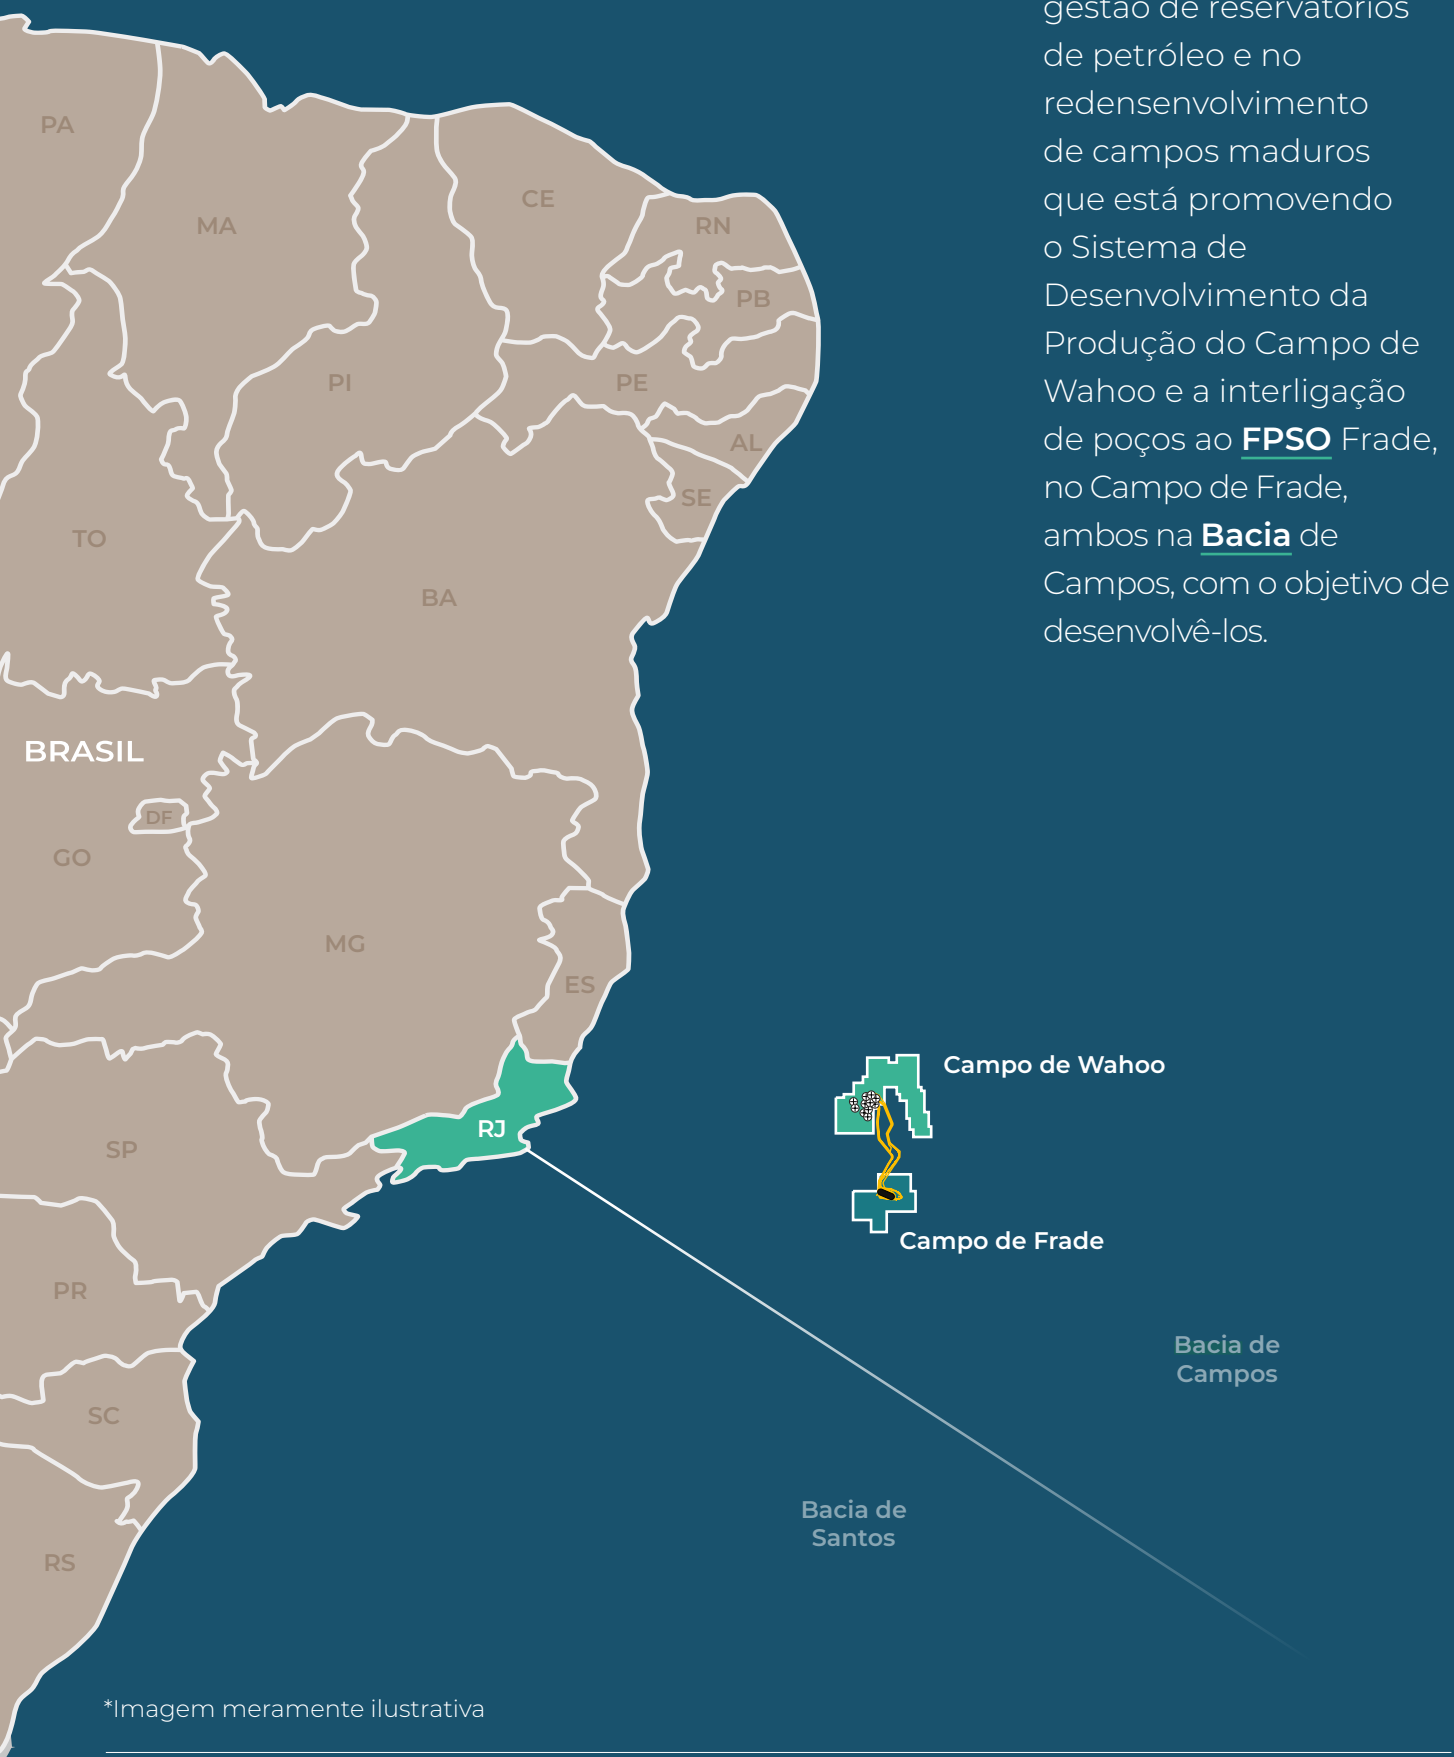 gestão de reservatórios
de petróleo e no
redensenvolvimento
de campos maduros
que está promovendo
o Sistema de
Desenvolvimento da
Produção do Campo de
Wahoo e a interligação
de poços ao FPSO Frade,
no Campo de Frade,
ambos na Bacia de
Campos, com o objetivo de
desenvolvê-los.
PA
MA
CE
RN
PB
PI
PE
AL
SE
TO
BA
BRASIL
DF
GO
MG
ES
RJ
SP
PR
SC
RS
Campo de Wahoo
Campo de Frade
Bacia de
Campos
Bacia de
Santos
*Imagem meramente ilustrativa